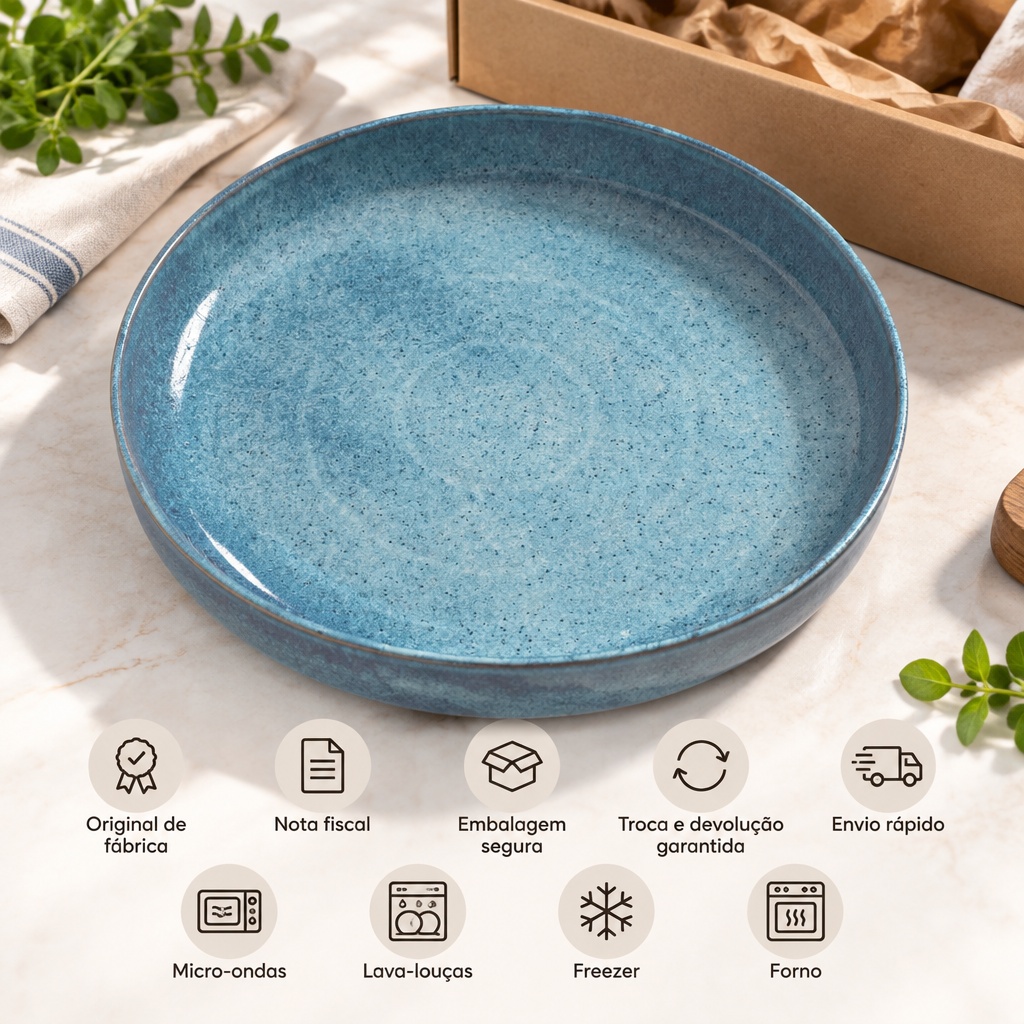 Original de
fábrica
Nota fiscal
Embalagem
segura
Troca e devolução
garantida
Envio rápido
Micro-ondas
Lava-louças
Freezer
Forno